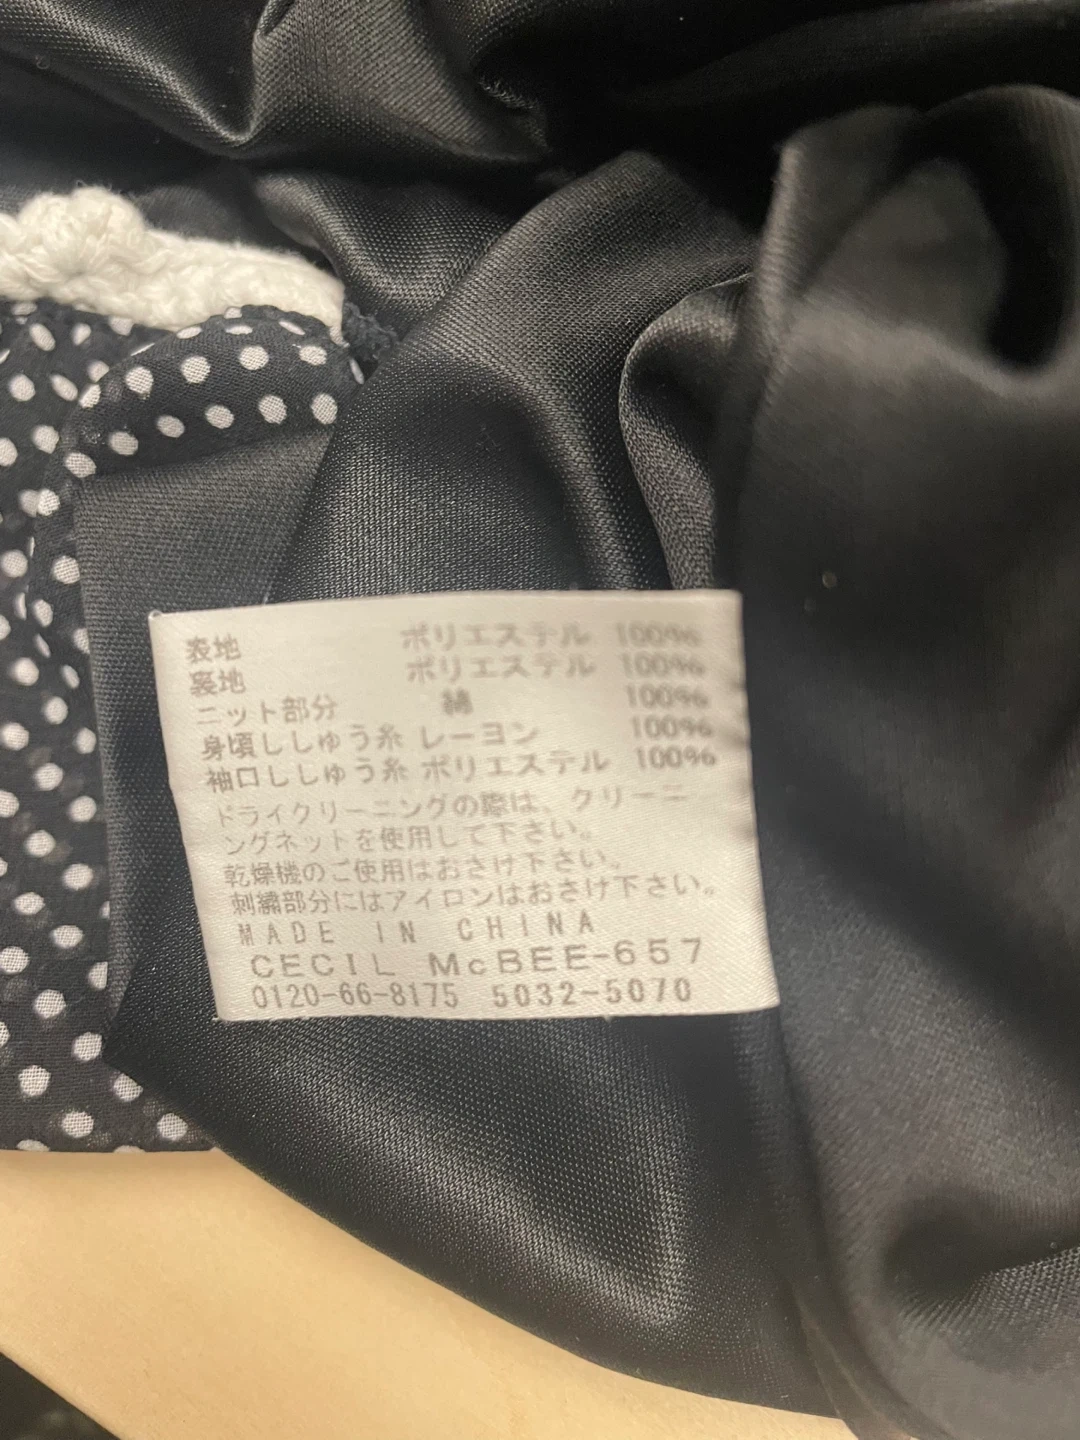 表地 ポリエステル 100%
裏地 ポリエステル 100%
ニット部分 綿 100%
身頃ししゅう糸 レーヨン 100%
袖口ししゅう糸 ポリエステル 100%
ドライクリーニングの際は、クリーニ
ングネットを使用して下さい。
乾燥機のご使用はおさけ下さい。
刺繍部分にはアイロンはおさけ下さい。
MADE IN CHINA
CECIL McBEE-657
0120-66-8175 5032-5070